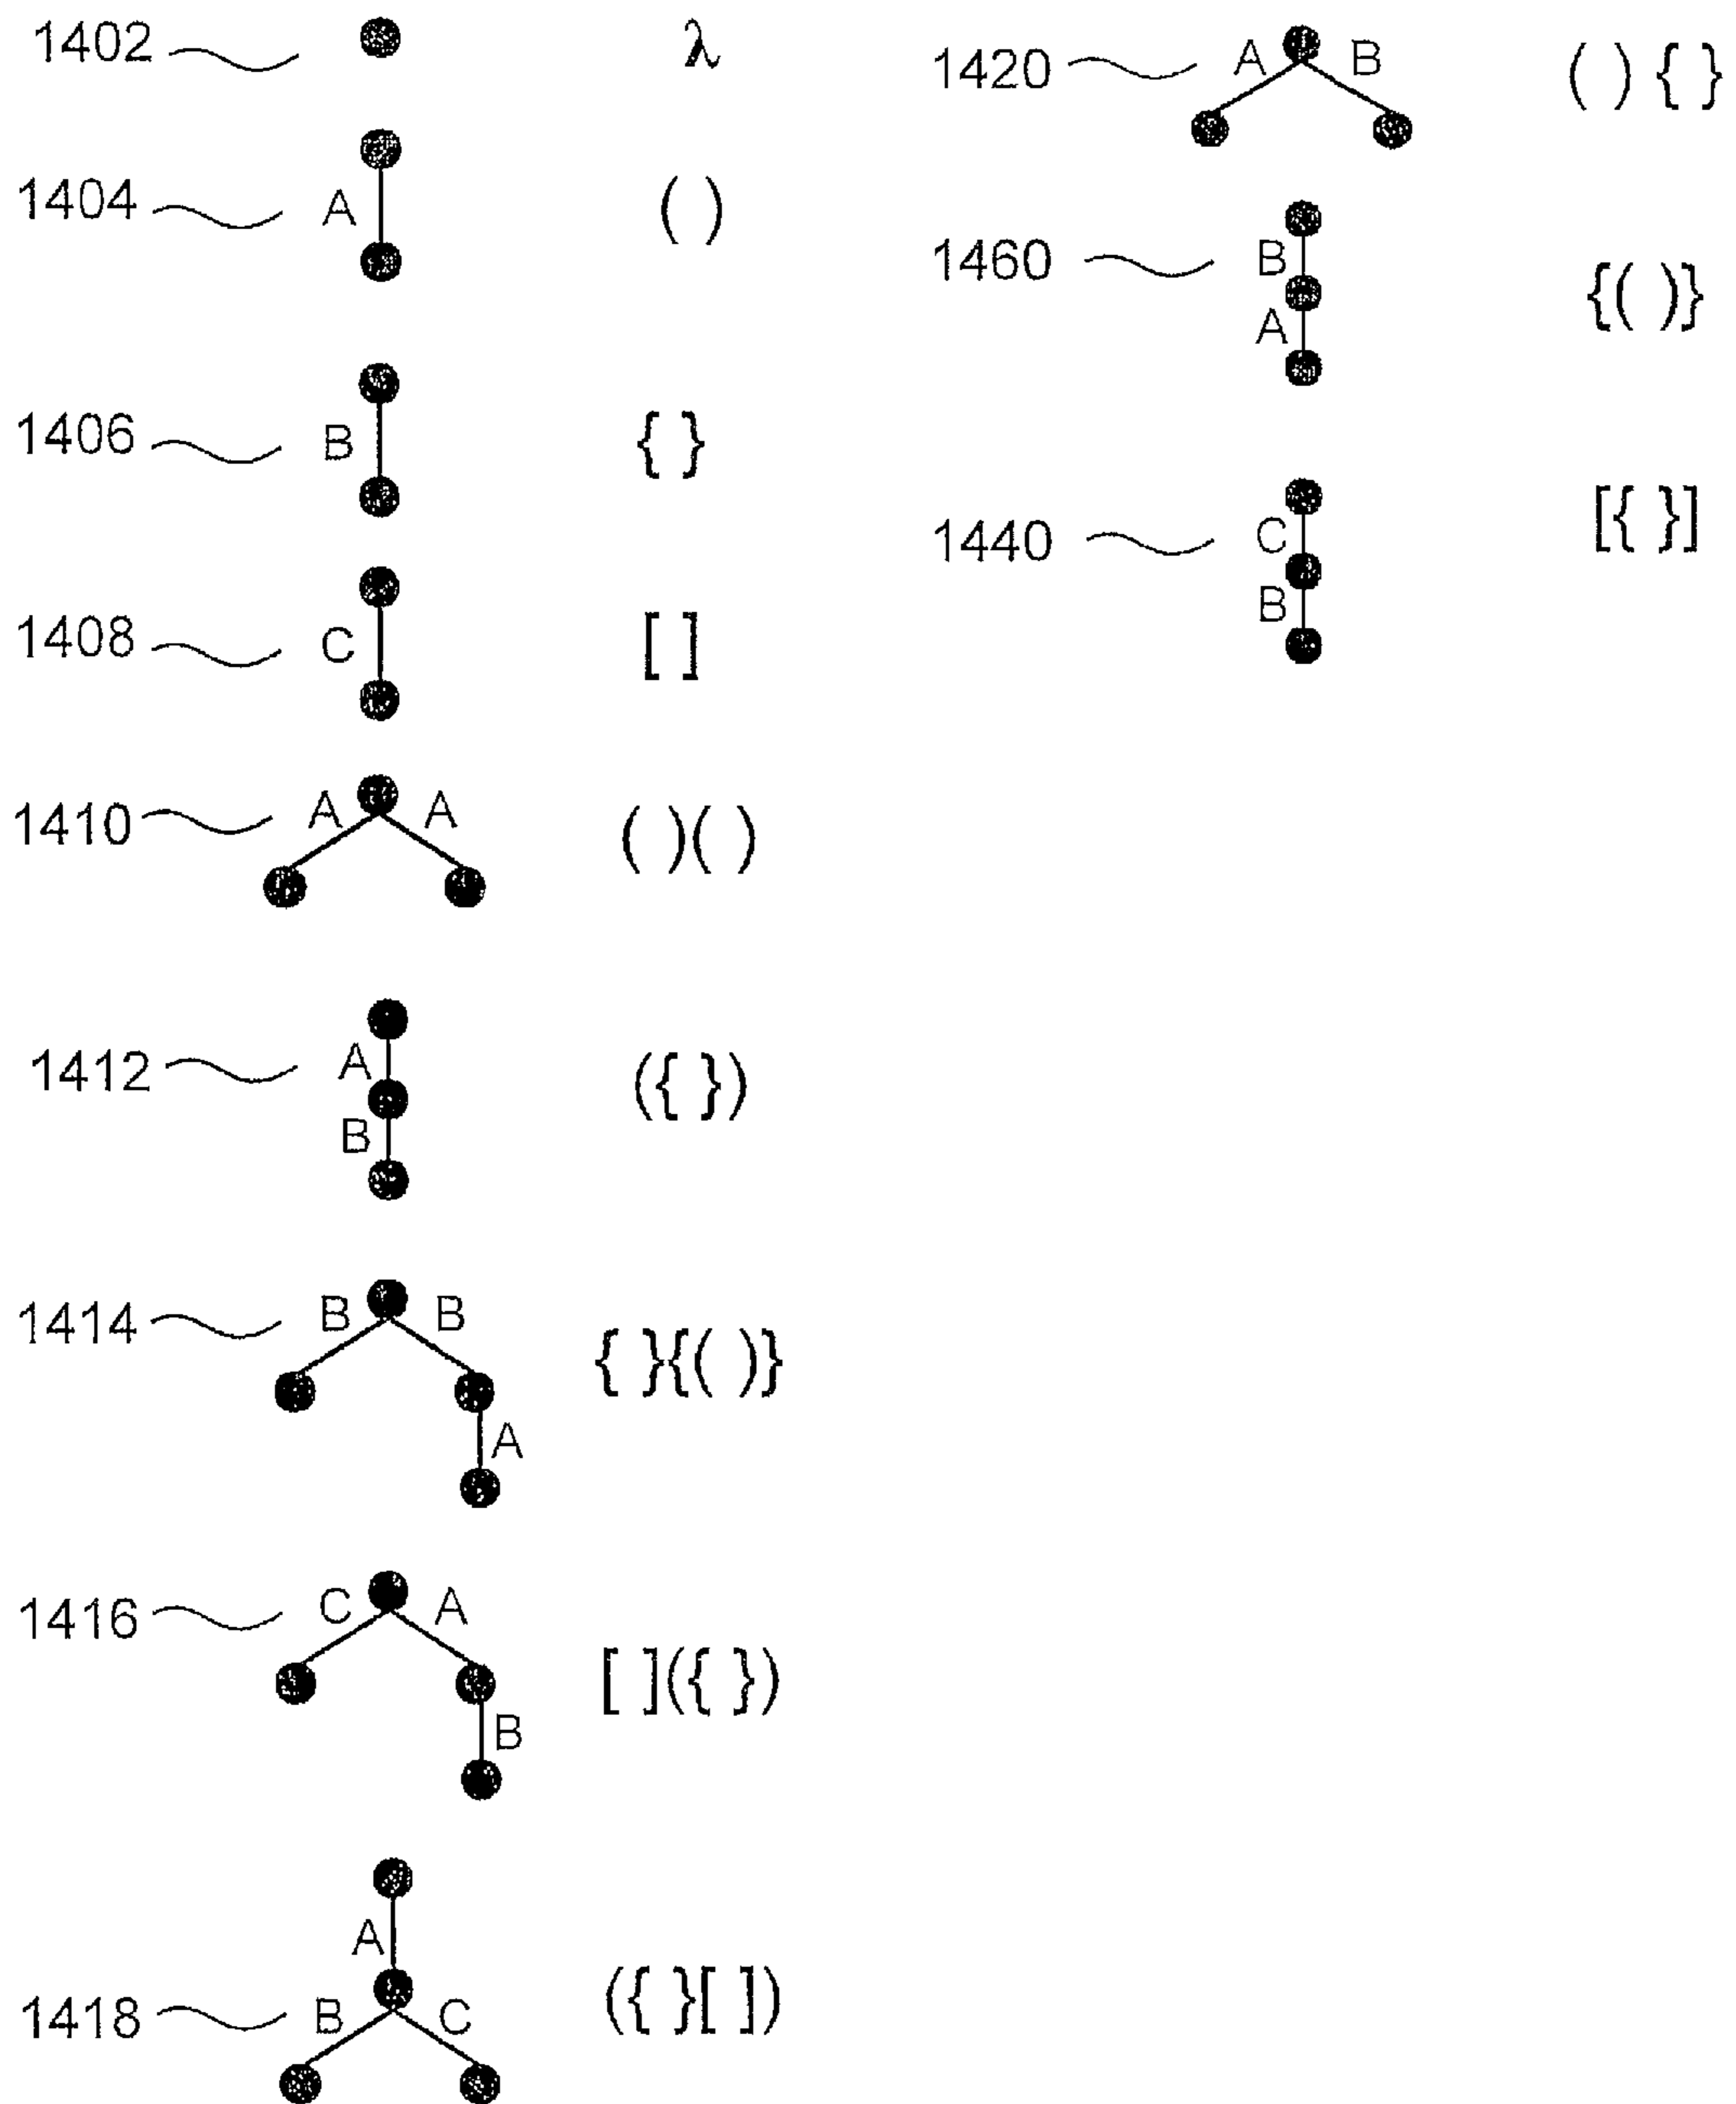 1402 λ
1404 A ( )
1406 B { }
1408 C [ ]
1410 A A ( )( )
1412 A ({ })
B
1414 B B { }{( )}
A
1416 C A [ ]({ })
B
A
1418 B C ({ }[ ])
1420 A B ( ) { }
1460 B {( )}
A
1440 C [{ }]
B